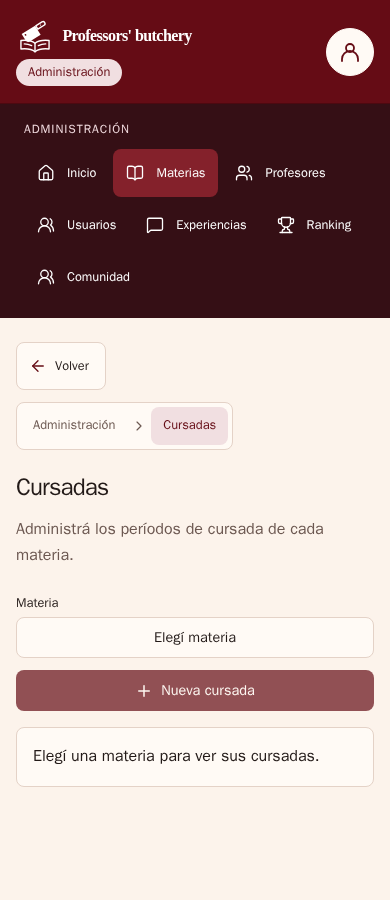 Professors' butchery
Administración
ADMINISTRACIÓN
Inicio
Materias
Profesores
Usuarios
Experiencias
Ranking
Comunidad
Volver
Administración
Cursadas
Cursadas
Administrá los períodos de cursada de cada
materia.
Materia
Elegí materia
Nueva cursada
Elegí una materia para ver sus cursadas.